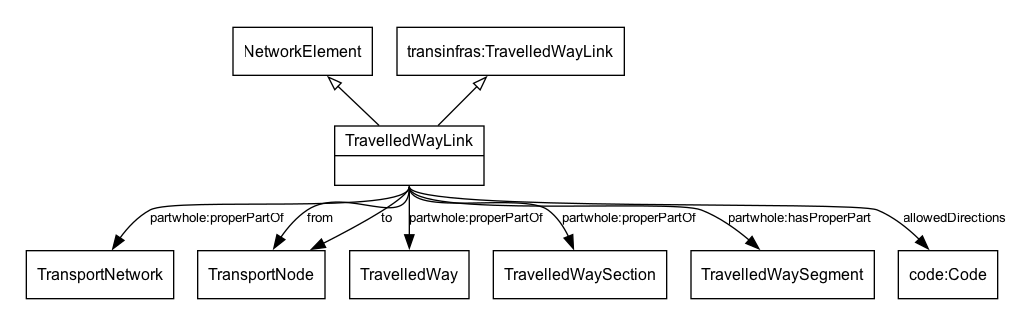 NetworkElement
transinfras:TravelledWayLink
TravelledWayLink
partwhole:properPartOf
from
to
partwhole:properPartOf
partwhole:properPartOf
partwhole:hasProperPart
allowedDirections
TransportNetwork
TransportNode
TravelledWay
TravelledWaySection
TravelledWaySegment
code:Code